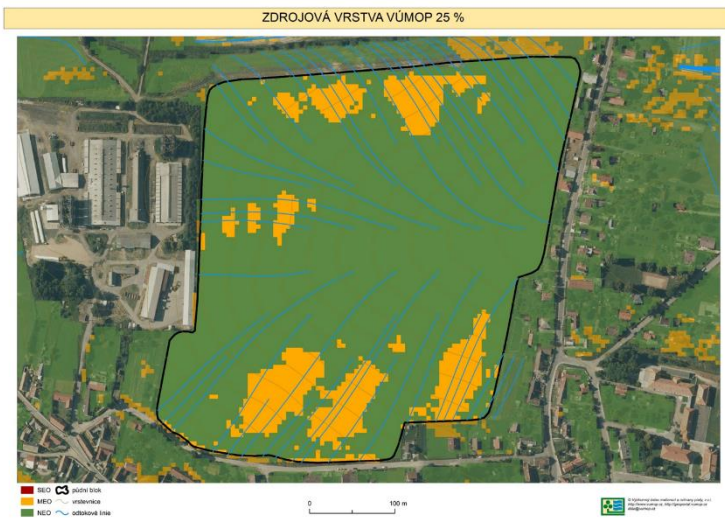 ZDROJOVÁ VRSTVA VÚMOP 25 %
SEO půdní blok
MEO vrstevnice
NEO odtokové linie
0 100 m